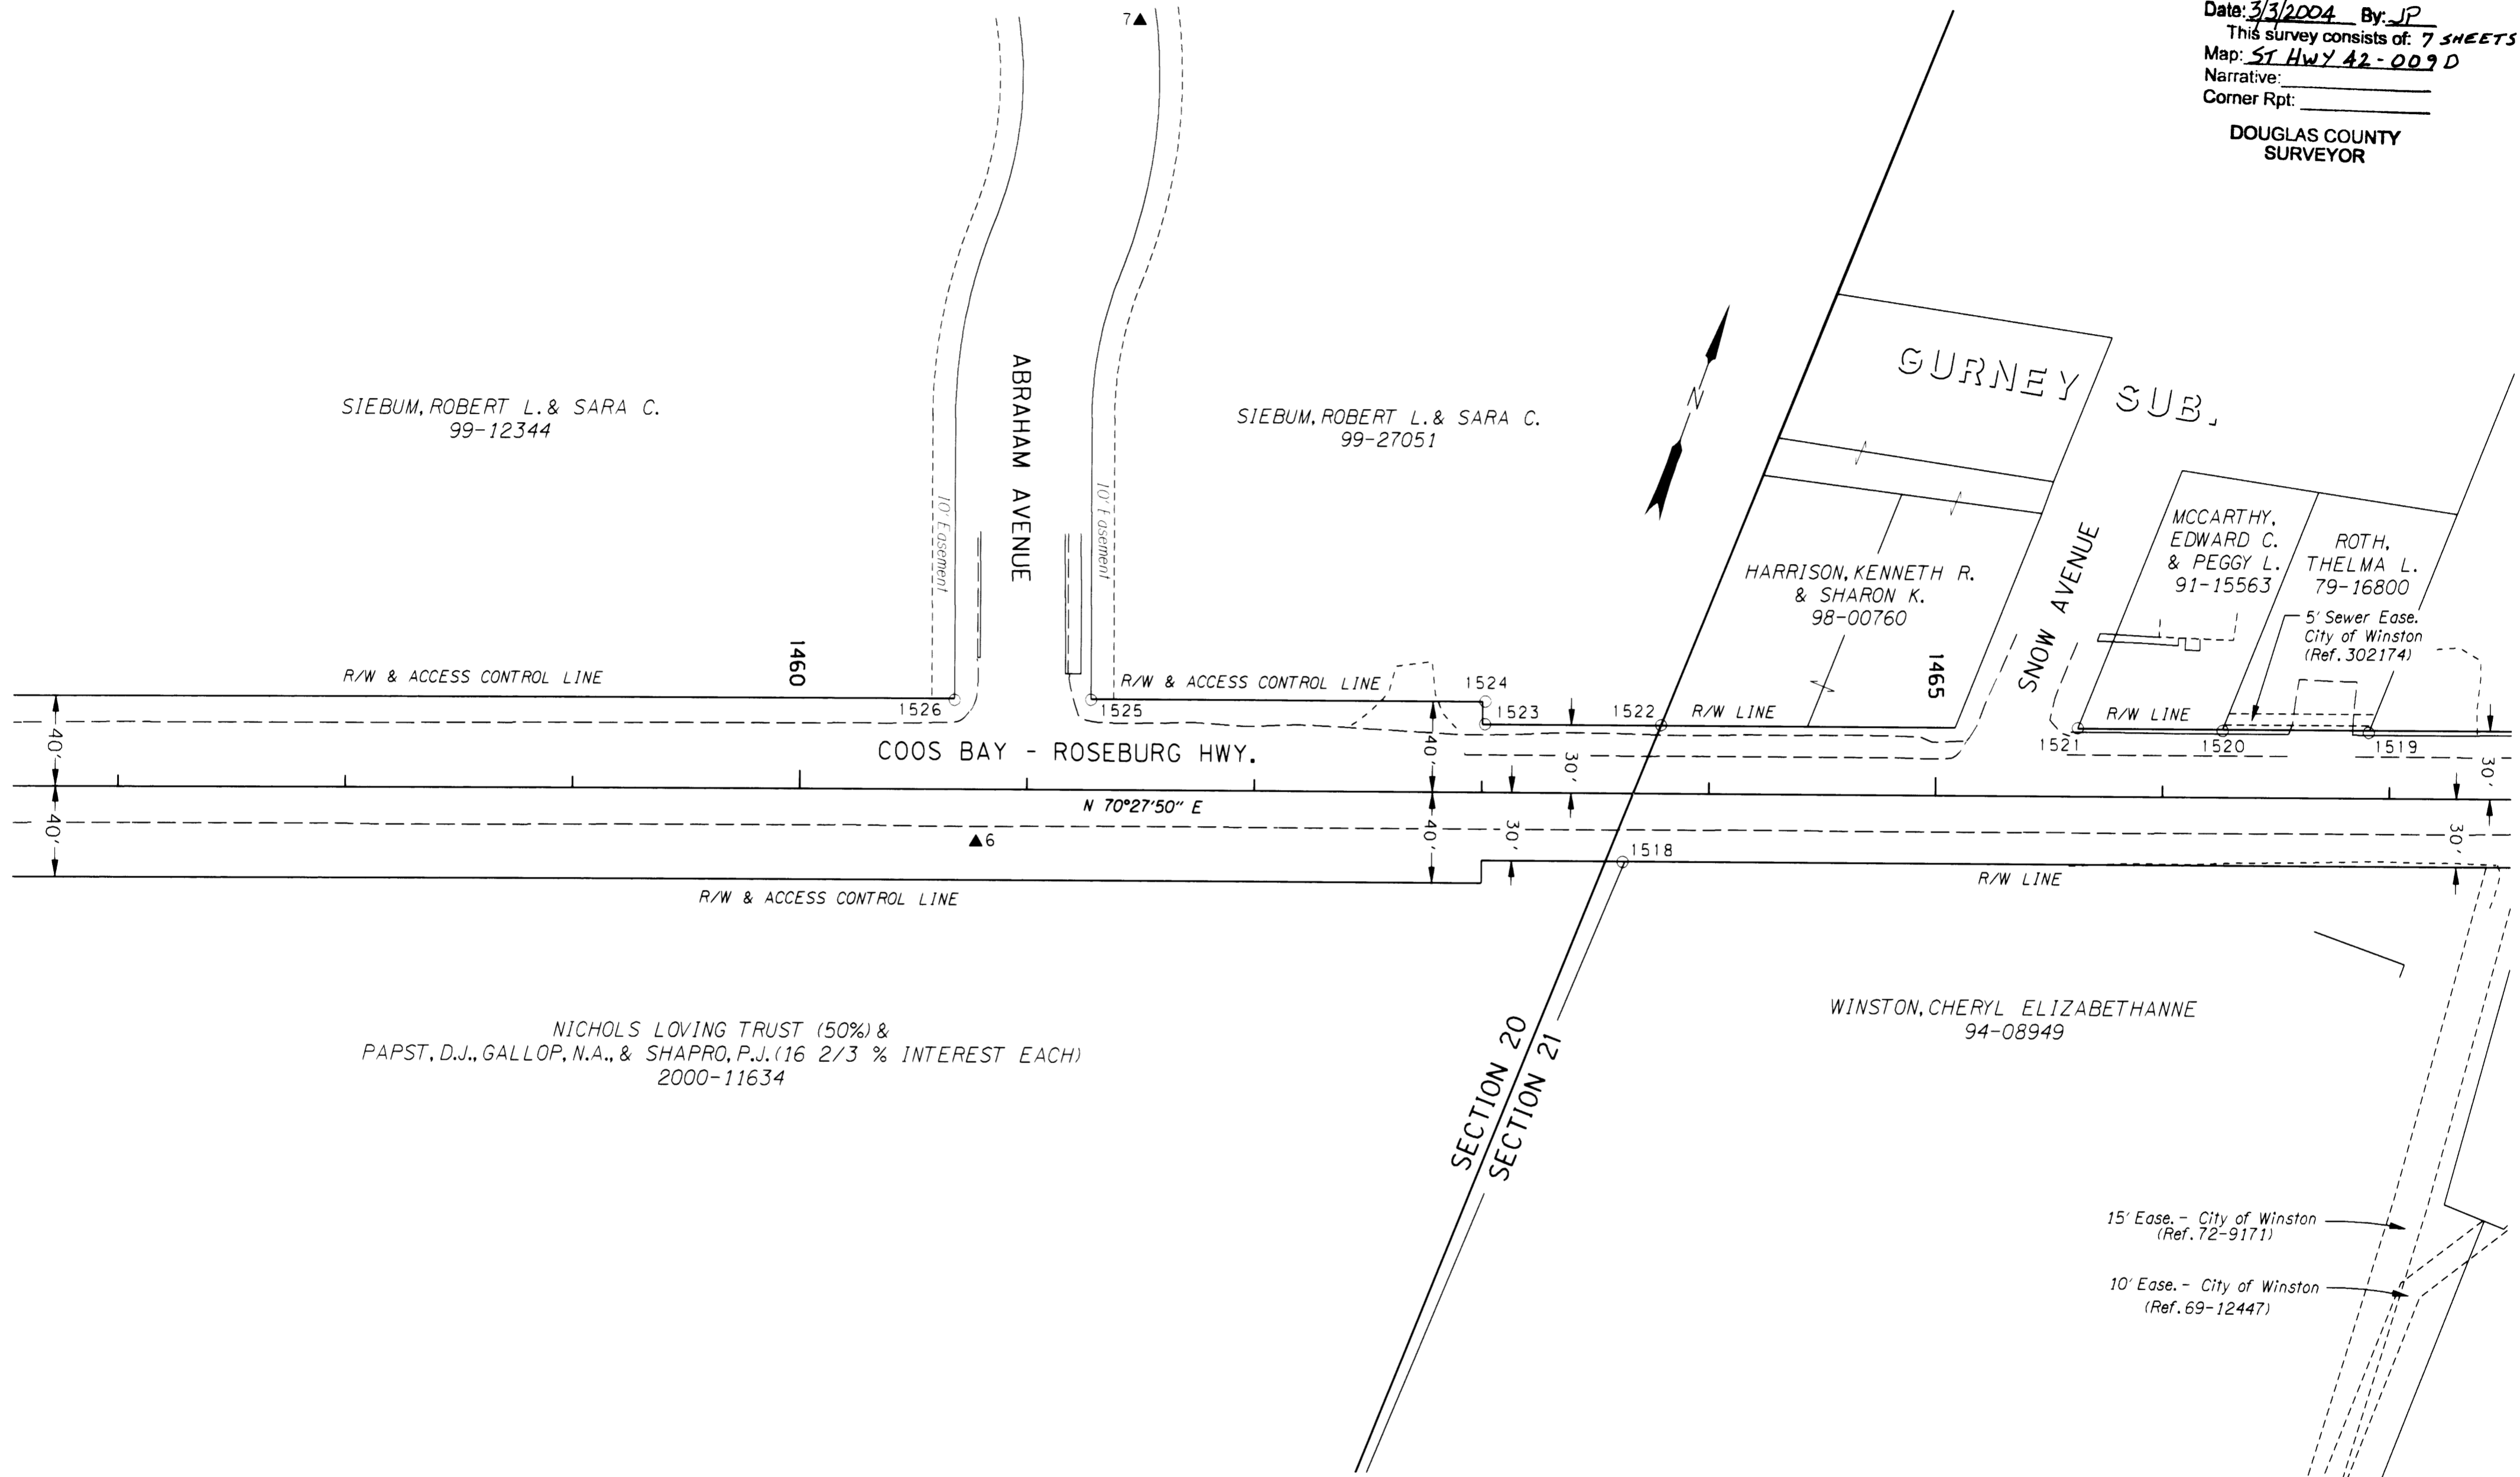 Date: 3/3/2004 By: JP
This survey consists of: 7 SHEETS
Map: ST HWY 42-009 D
Narrative:
Corner Rpt:
DOUGLAS COUNTY
SURVEYOR
7
ABRAHAM AVENUE
10' Easement
10' Easement
SIEBUM, ROBERT L. & SARA C.
99-12344
SIEBUM, ROBERT L. & SARA C.
99-27051
N
GURNEY SUB.
HARRISON, KENNETH R.
& SHARON K.
98-00760
SNOW AVENUE
MCCARTHY,
EDWARD C.
& PEGGY L.
91-15563
ROTH,
THELMA L.
79-16800
5' Sewer Ease.
City of Winston
(Ref. 302174)
1460
1465
R/W & ACCESS CONTROL LINE
R/W & ACCESS CONTROL LINE
1526
1525
1524
1523
1522
R/W LINE
R/W LINE
1521
1520
1519
COOS BAY - ROSEBURG HWY.
40'
40'
30'
30'
N 70°27'50" E
40'
40'
30'
30'
6
1518
R/W & ACCESS CONTROL LINE
R/W LINE
NICHOLS LOVING TRUST (50%) &
PAPST, D.J., GALLOP, N.A., & SHAPRO, P.J. (16 2/3 % INTEREST EACH)
2000-11634
WINSTON, CHERYL ELIZABETHANNE
94-08949
SECTION 20
SECTION 21
15' Ease. - City of Winston
(Ref. 72-9171)
10' Ease. - City of Winston
(Ref. 69-12447)